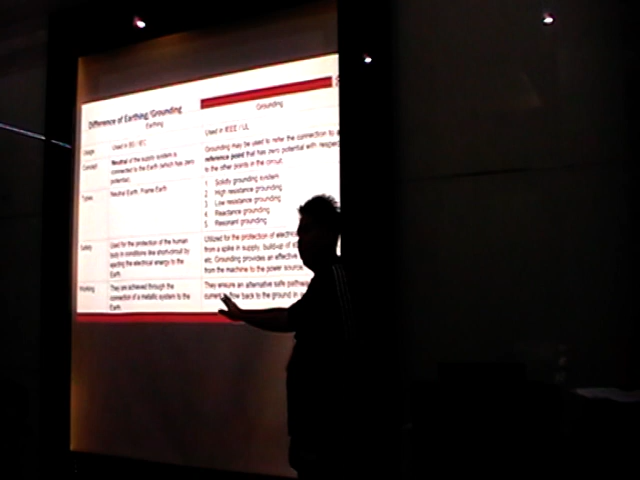 Difference of Earthing/Grounding
Earthing
Grounding
Usage
Used in BS / IEC
Used in IEEE / UL
Concept
Neutral of the supply system is
connected to the Earth (which has zero
potential).
Grounding may be used to refer the connection to a
reference point that has zero potential with respect
to the other points in the circuit.
Types
Neutral Earth, Frame Earth
1 Solidly grounding system
2 High resistance grounding
3 Low resistance grounding
4 Reactance grounding
5 Resonant grounding
Safety
Used for the protection of the human
body in conditions like short-circuit by
ejecting the electrical energy to the
Earth.
Utilized for the protection of
from a spike in supply, build-up of
etc. Grounding provides an effective
from the machine to the power source.
Working
They are achieved through the
connection of a metallic system to the
Earth.
They ensure an alternative safe
current flow back to the ground in